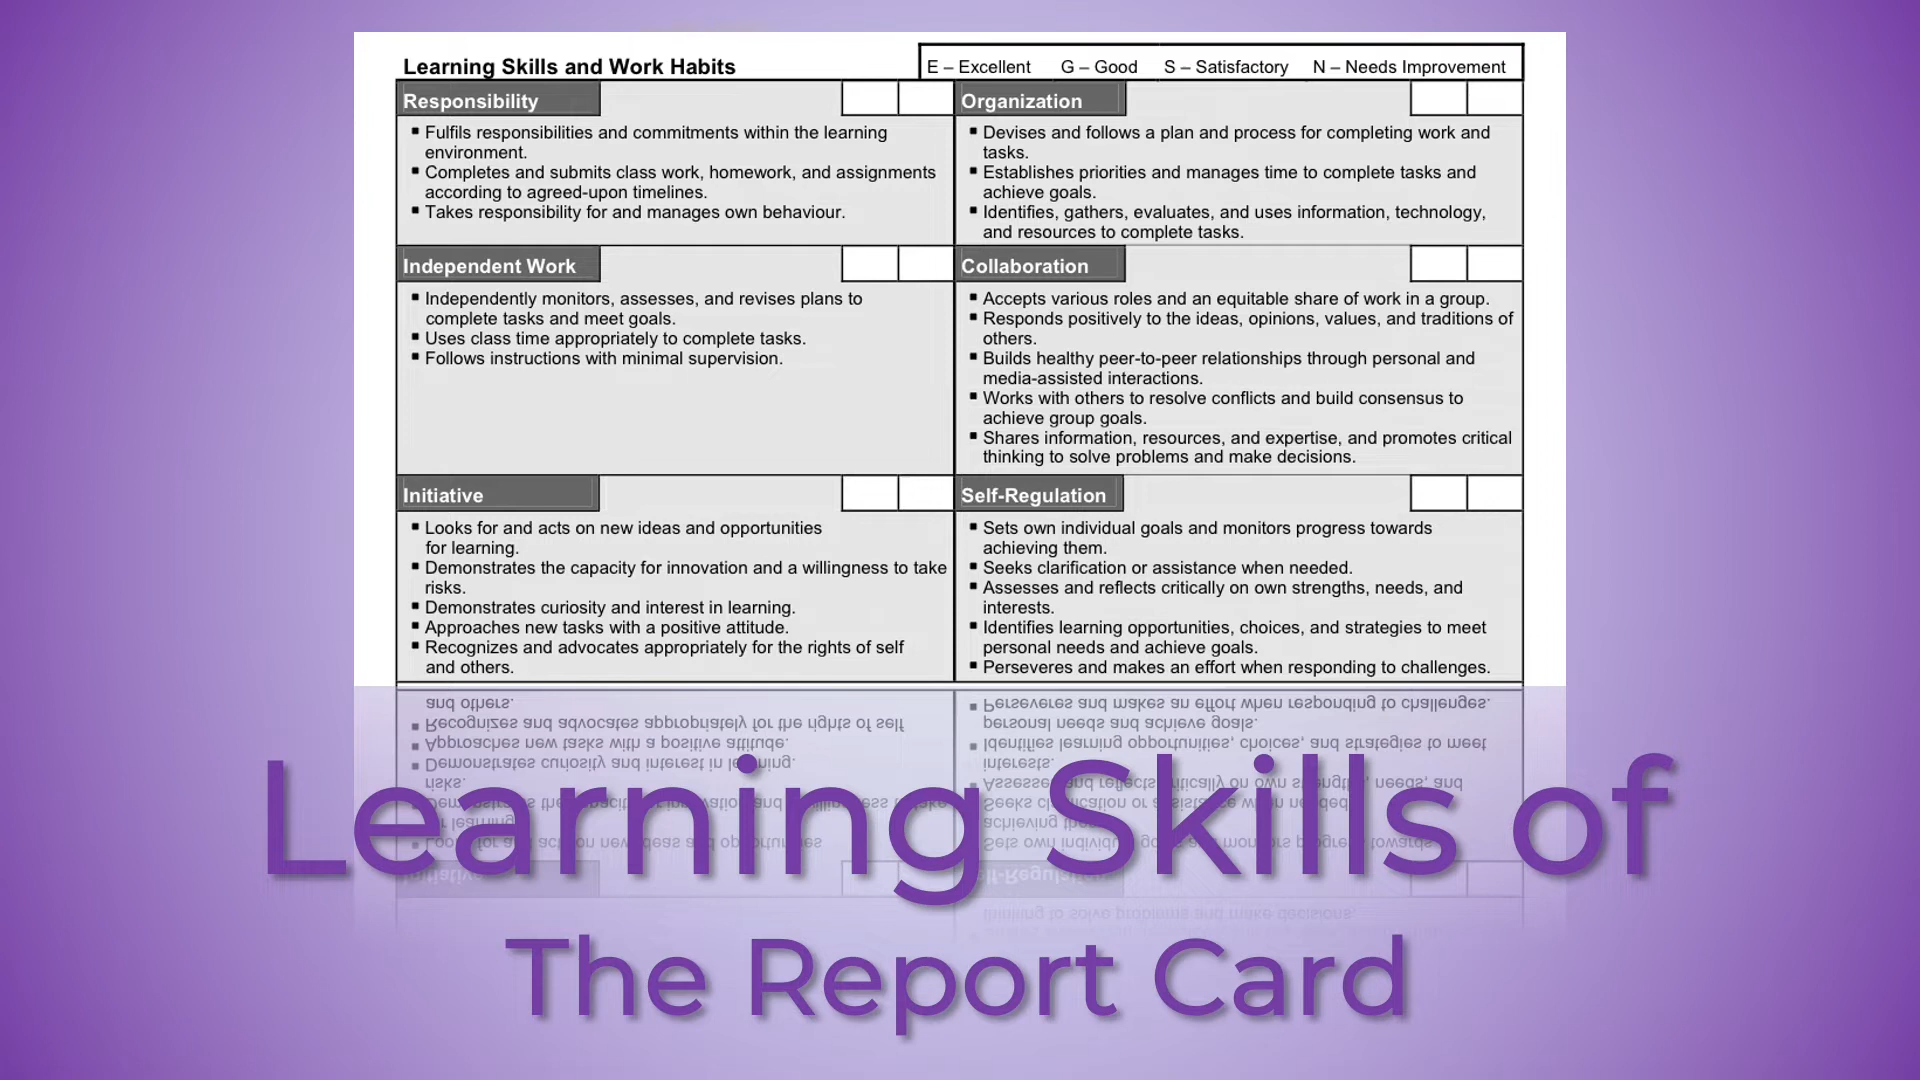 Learning Skills and Work Habits
E – Excellent G – Good S – Satisfactory N – Needs Improvement
Responsibility
▪ Fulfils responsibilities and commitments within the learning
environment.
▪ Completes and submits class work, homework, and assignments
according to agreed-upon timelines.
▪ Takes responsibility for and manages own behaviour.
Organization
▪ Devises and follows a plan and process for completing work and
tasks.
▪ Establishes priorities and manages time to complete tasks and
achieve goals.
▪ Identifies, gathers, evaluates, and uses information, technology,
and resources to complete tasks.
Independent Work
▪ Independently monitors, assesses, and revises plans to
complete tasks and meet goals.
▪ Uses class time appropriately to complete tasks.
▪ Follows instructions with minimal supervision.
Collaboration
▪ Accepts various roles and an equitable share of work in a group.
▪ Responds positively to the ideas, opinions, values, and traditions of
others.
▪ Builds healthy peer-to-peer relationships through personal and
media-assisted interactions.
▪ Works with others to resolve conflicts and build consensus to
achieve group goals.
▪ Shares information, resources, and expertise, and promotes critical
thinking to solve problems and make decisions.
Initiative
▪ Looks for and acts on new ideas and opportunities
for learning.
▪ Demonstrates the capacity for innovation and a willingness to take
risks.
▪ Demonstrates curiosity and interest in learning.
▪ Approaches new tasks with a positive attitude.
▪ Recognizes and advocates appropriately for the rights of self
and others.
Self-Regulation
▪ Sets own individual goals and monitors progress towards
achieving them.
▪ Seeks clarification or assistance when needed.
▪ Assesses and reflects critically on own strengths, needs, and
interests.
▪ Identifies learning opportunities, choices, and strategies to meet
personal needs and achieve goals.
▪ Perseveres and makes an effort when responding to challenges.
Learning Skills of
The Report Card